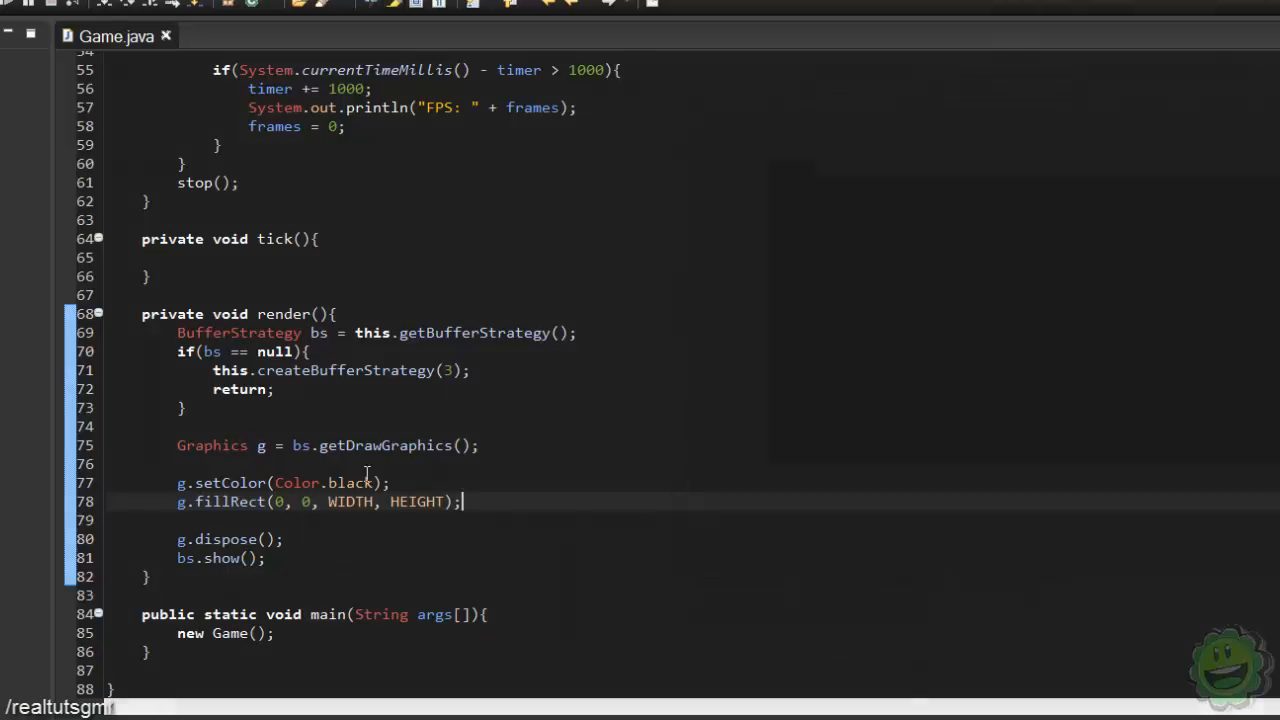 Game.java
54
55 if(System.currentTimeMillis() - timer > 1000){
56 timer += 1000;
57 System.out.println("FPS: " + frames);
58 frames = 0;
59 }
60 }
61 stop();
62 }
63
64 private void tick(){
65
66 }
67
68 private void render(){
69 BufferStrategy bs = this.getBufferStrategy();
70 if(bs == null){
71 this.createBufferStrategy(3);
72 return;
73 }
74
75 Graphics g = bs.getDrawGraphics();
76
77 g.setColor(Color.black);
78 g.fillRect(0, 0, WIDTH, HEIGHT);
79
80 g.dispose();
81 bs.show();
82 }
83
84 public static void main(String args[]){
85 new Game();
86 }
87
88 }
/realtutsgml